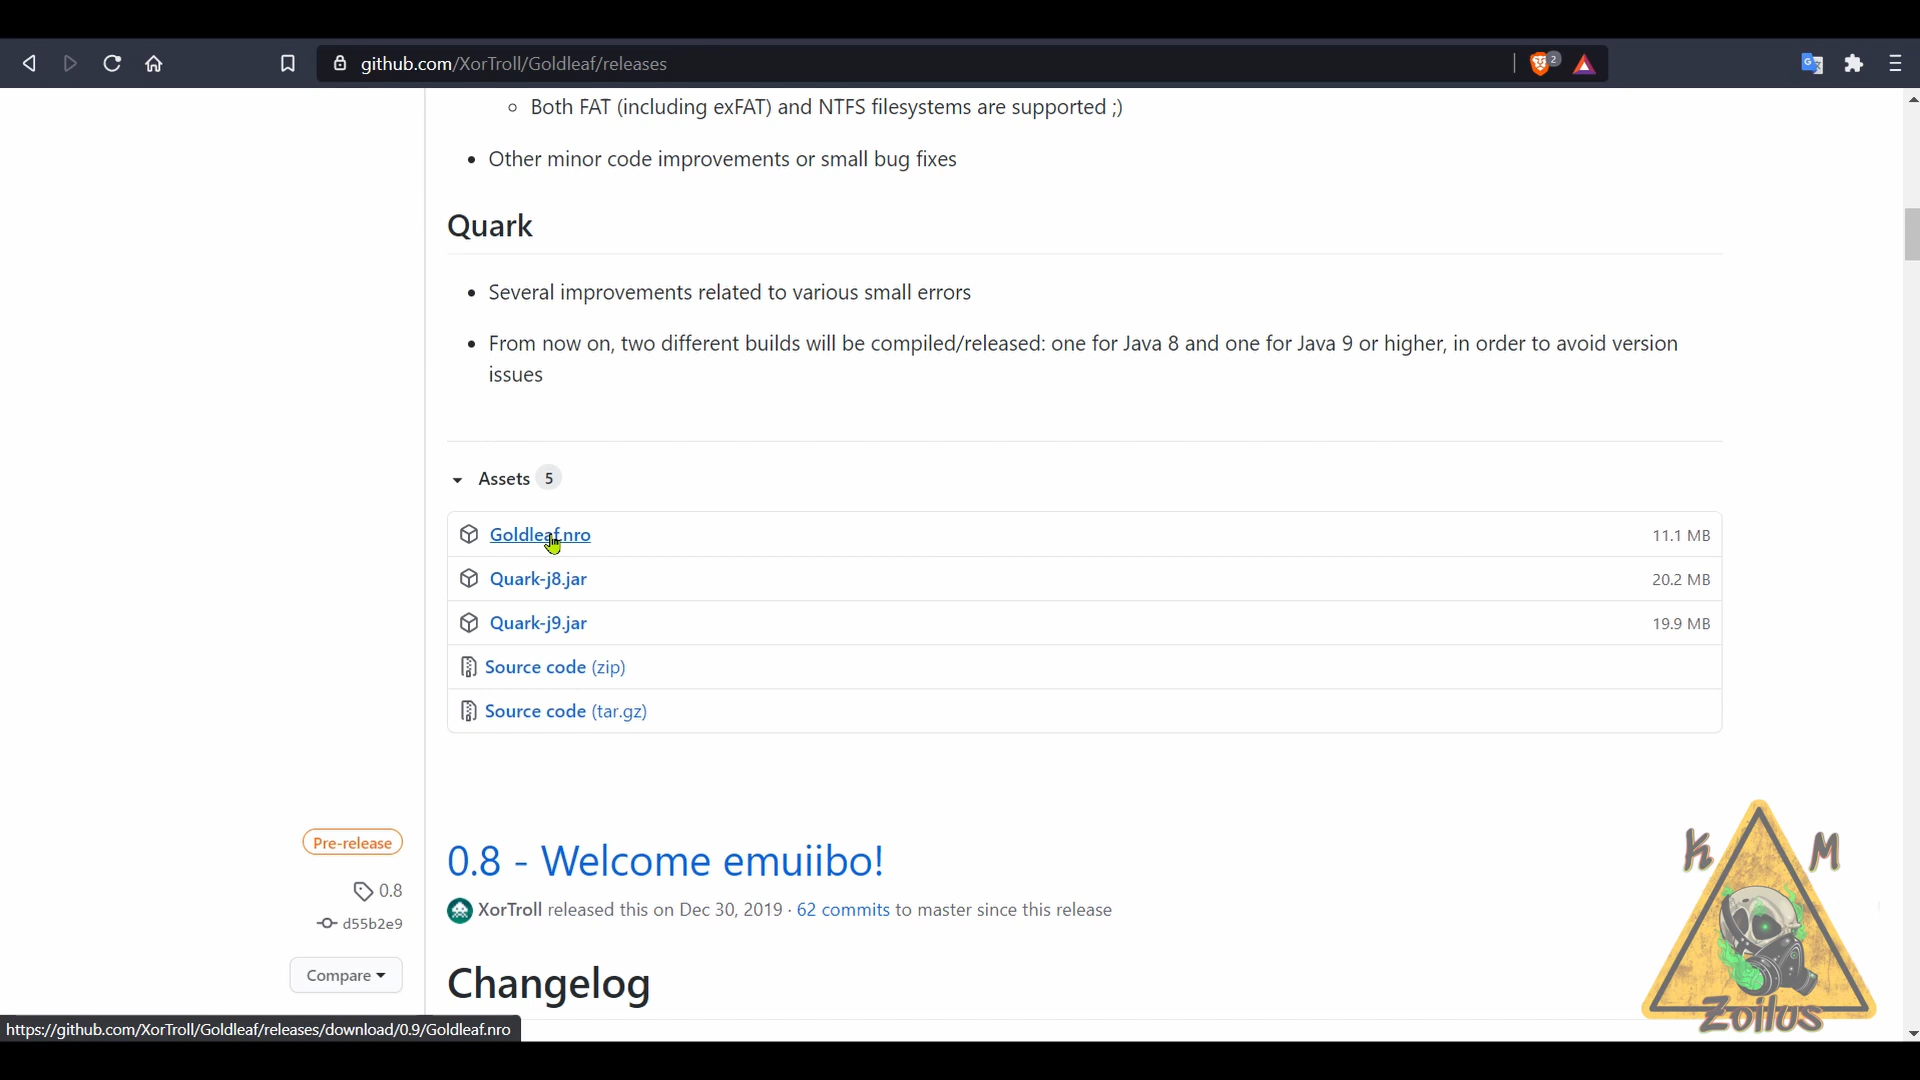 github.com/XorTroll/Goldleaf/releases
2
Both FAT (including exFAT) and NTFS filesystems are supported ;)
Other minor code improvements or small bug fixes
Quark
Several improvements related to various small errors
From now on, two different builds will be compiled/released: one for Java 8 and one for Java 9 or higher, in order to avoid version
issues
Assets 5
Goldleaf.nro 11.1 MB
Quark-j8.jar 20.2 MB
Quark-j9.jar 19.9 MB
Source code (zip)
Source code (tar.gz)
Pre-release
0.8
d55b2e9
Compare
0.8 - Welcome emuiibo!
XorTroll released this on Dec 30, 2019 · 62 commits to master since this release
Changelog
K M
Zoilus
https://github.com/XorTroll/Goldleaf/releases/download/0.9/Goldleaf.nro